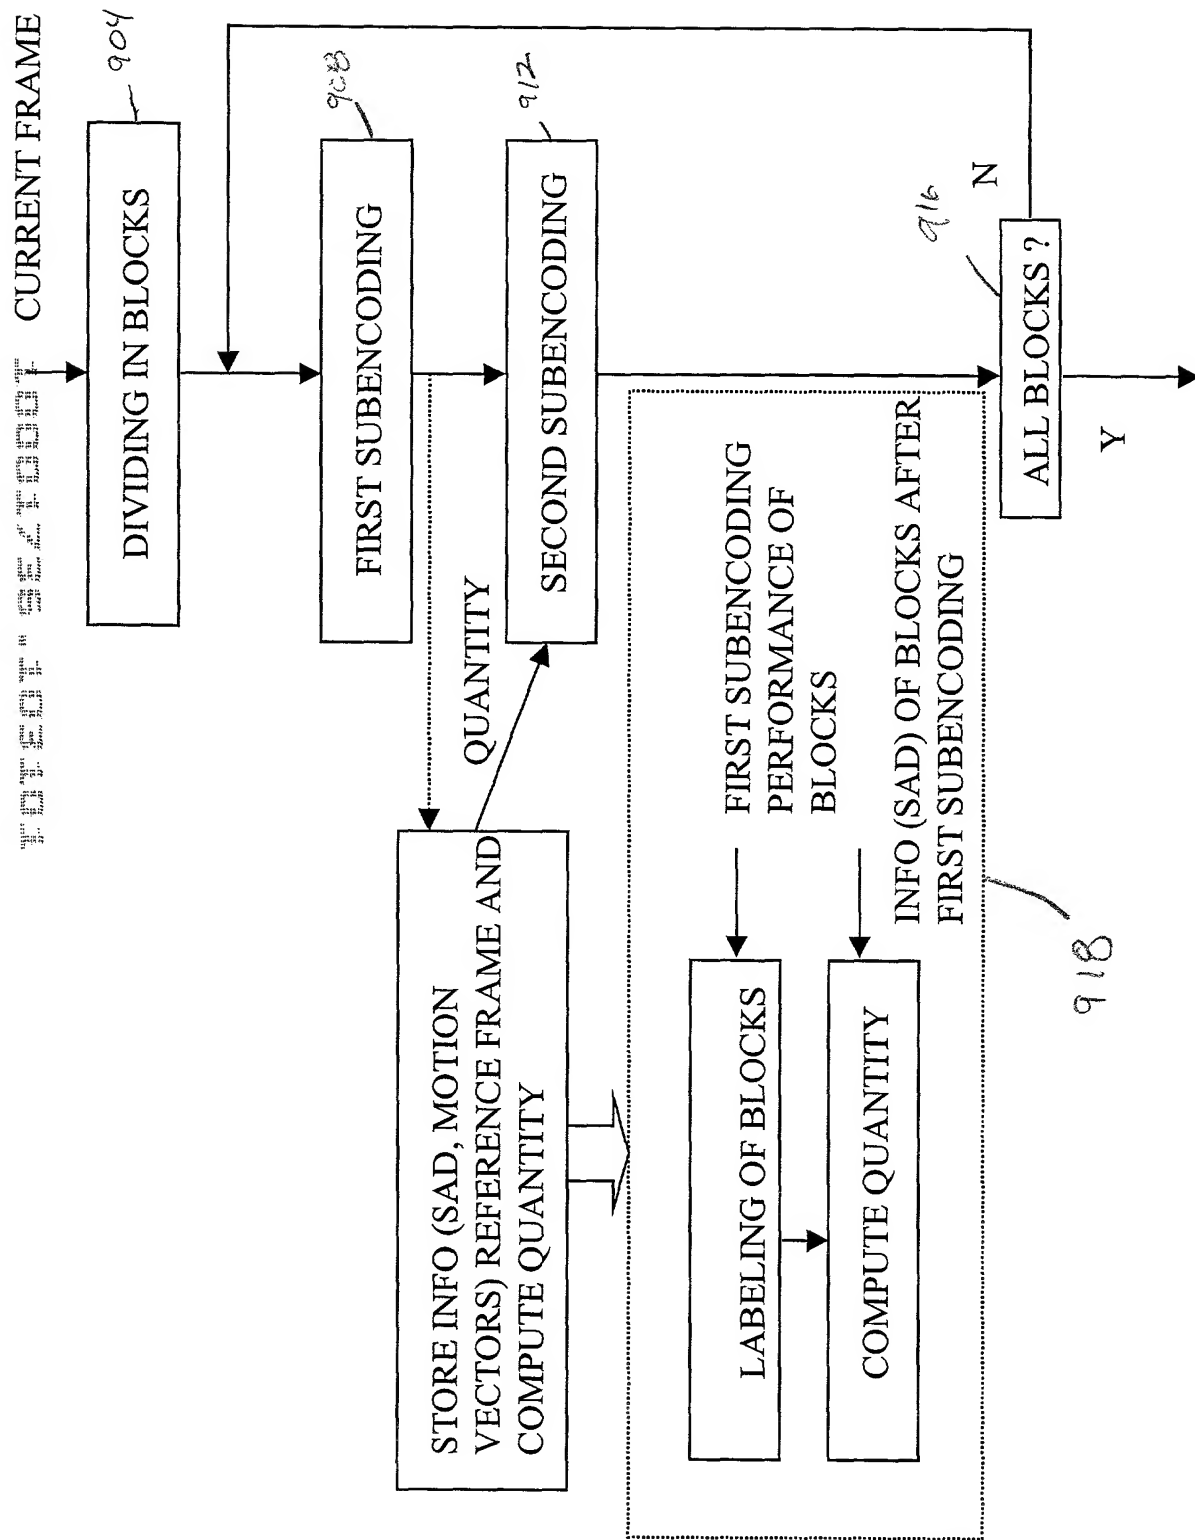 CURRENT FRAME
DIVIDING IN BLOCKS
904
FIRST SUBENCODING
908
QUANTITY
SECOND SUBENCODING
912
STORE INFO (SAD, MOTION
VECTORS) REFERENCE FRAME AND
COMPUTE QUANTITY
LABELING OF BLOCKS
FIRST SUBENCODING
PERFORMANCE OF
BLOCKS
COMPUTE QUANTITY
INFO (SAD) OF BLOCKS AFTER
FIRST SUBENCODING
918
ALL BLOCKS ?
916
N
Y